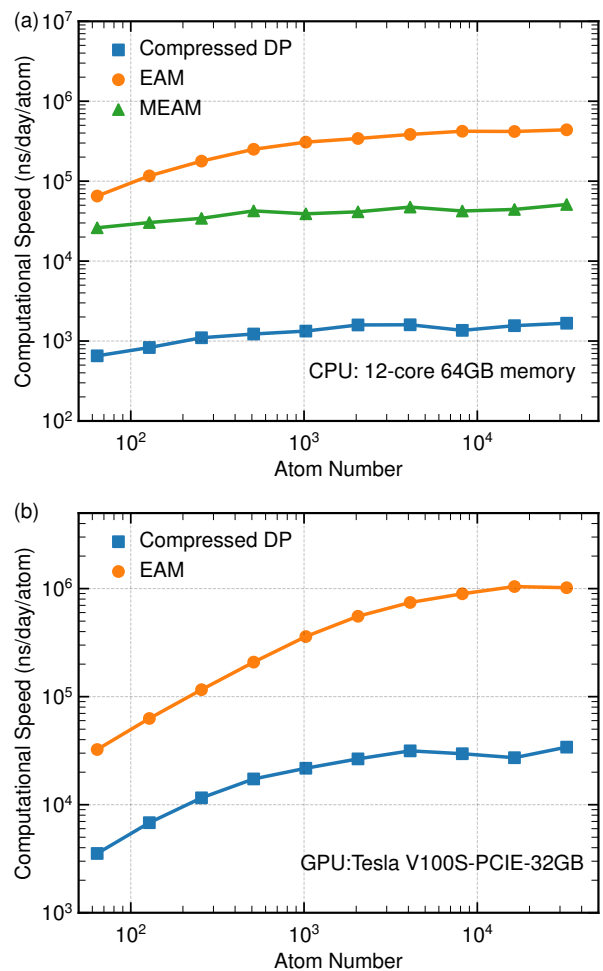 (a)
10^7
10^6
10^5
10^4
10^3
10^2
Computational Speed (ns/day/atom)
Compressed DP
EAM
MEAM
CPU: 12-core 64GB memory
10^2 10^3 10^4
Atom Number
(b)
10^6
10^5
10^4
10^3
Computational Speed (ns/day/atom)
Compressed DP
EAM
GPU:Tesla V100S-PCIE-32GB
10^2 10^3 10^4
Atom Number